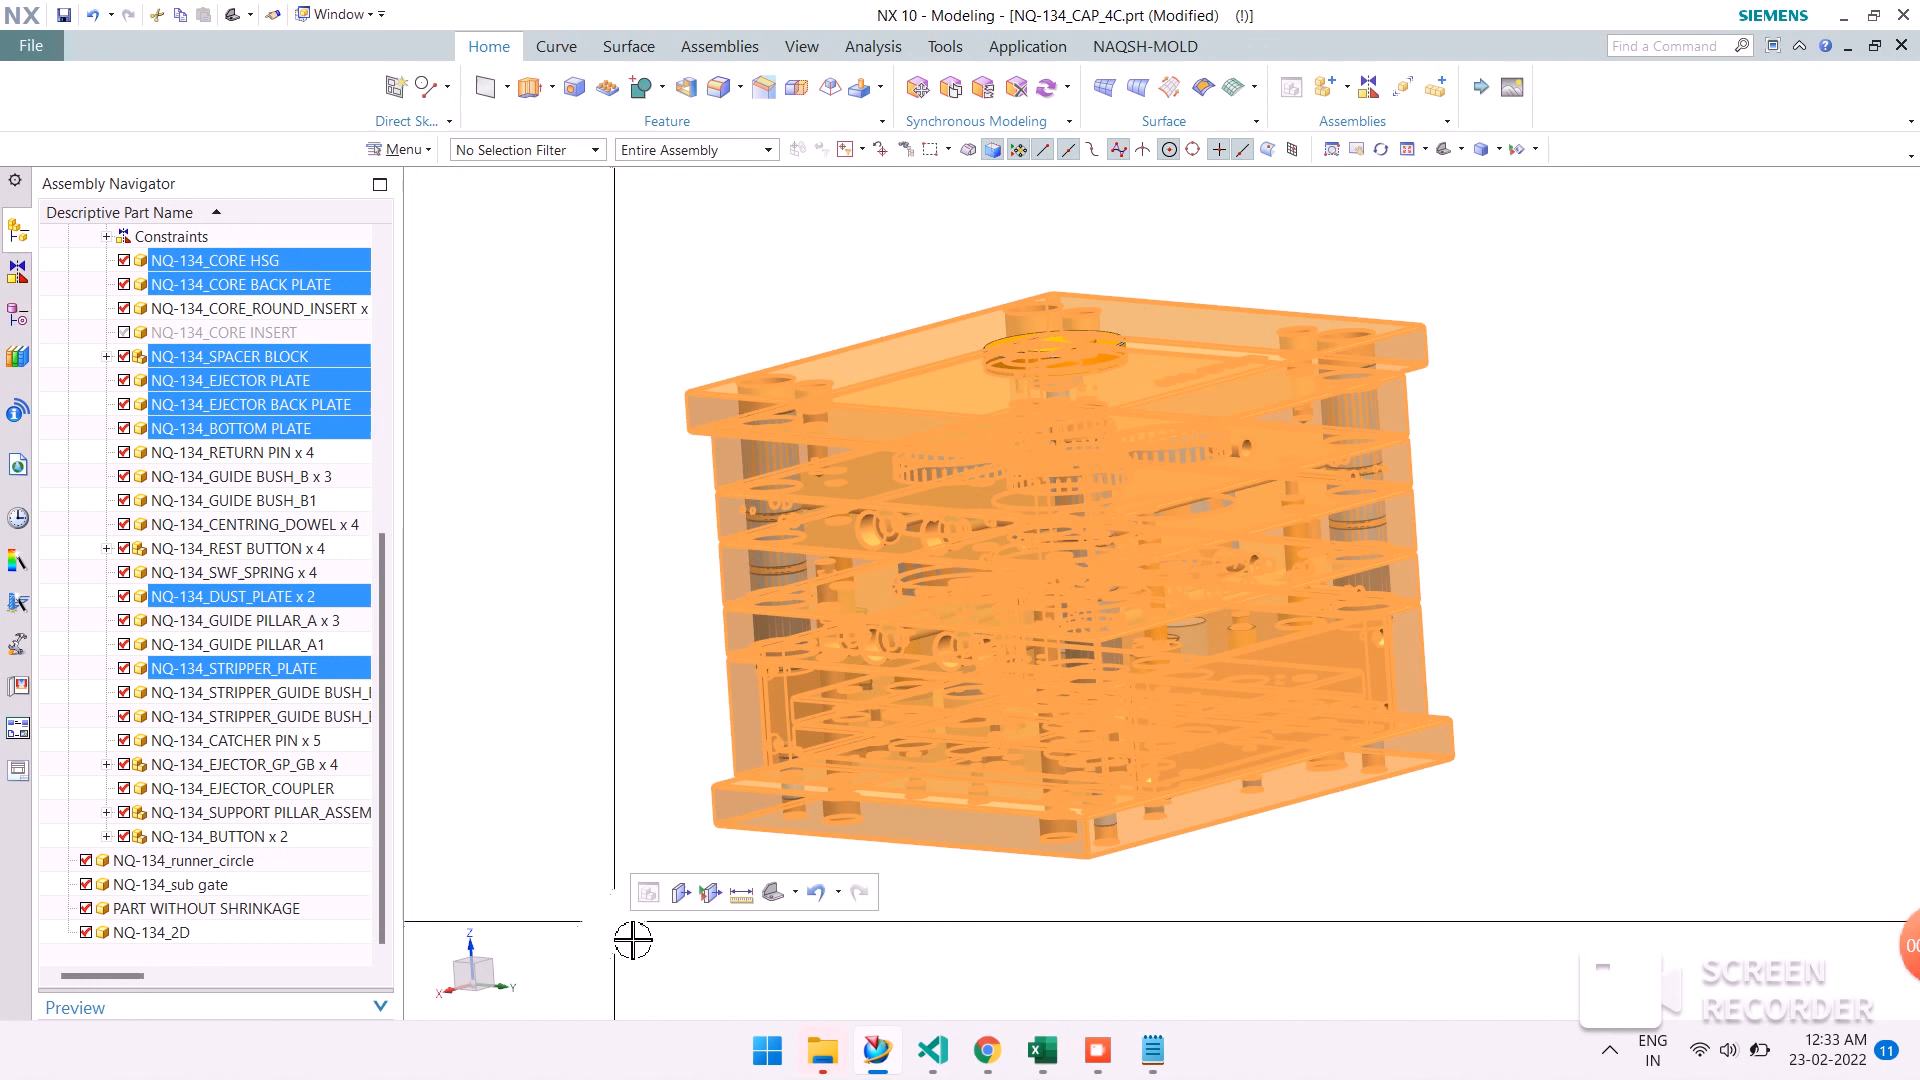 NX
Window
NX 10 - Modeling - [NQ-134_CAP_4C.prt (Modified) (!)]
SIEMENS
File
Home
Curve
Surface
Assemblies
View
Analysis
Tools
Application
NAQSH-MOLD
Find a Command
Direct Sk...
Feature
Synchronous Modeling
Surface
Assemblies
Menu
No Selection Filter
Entire Assembly
Assembly Navigator
Descriptive Part Name
Constraints
NQ-134_CORE HSG
NQ-134_CORE BACK PLATE
NQ-134_CORE_ROUND_INSERT x
NQ-134_CORE INSERT
NQ-134_SPACER BLOCK
NQ-134_EJECTOR PLATE
NQ-134_EJECTOR BACK PLATE
NQ-134_BOTTOM PLATE
NQ-134_RETURN PIN x 4
NQ-134_GUIDE BUSH_B x 3
NQ-134_GUIDE BUSH_B1
NQ-134_CENTRING_DOWEL x 4
NQ-134_REST BUTTON x 4
NQ-134_SWF_SPRING x 4
NQ-134_DUST_PLATE x 2
NQ-134_GUIDE PILLAR_A x 3
NQ-134_GUIDE PILLAR_A1
NQ-134_STRIPPER_PLATE
NQ-134_STRIPPER_GUIDE BUSH_
NQ-134_STRIPPER_GUIDE BUSH_
NQ-134_CATCHER PIN x 5
NQ-134_EJECTOR_GP_GB x 4
NQ-134_EJECTOR_COUPLER
NQ-134_SUPPORT PILLAR_ASSEM
NQ-134_BUTTON x 2
NQ-134_runner_circle
NQ-134_sub gate
PART WITHOUT SHRINKAGE
NQ-134_2D
Preview
Z
X
Y
00
SCREEN
RECORDER
ENG
IN
12:33 AM
23-02-2022
11